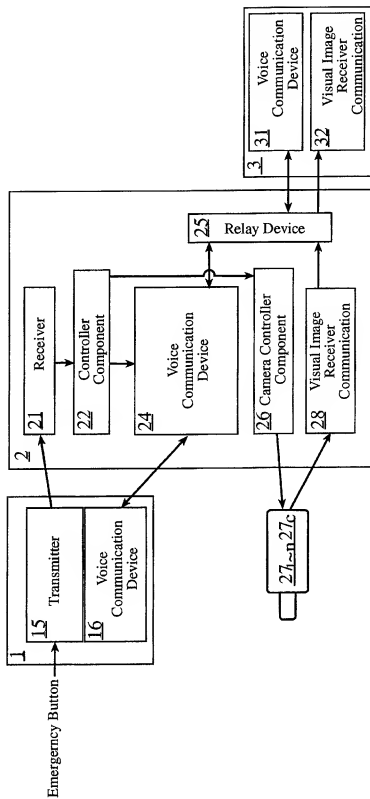 Emergerncy Button
1
15
Transmitter
16
Voice
Communication
Device
2
21
Receiver
22
Controller
Component
24
Voice
Communication
Device
25
Relay Device
26 Camera Controller
Component
28
Visual Image
Receiver
Communication
27₁~n 27c
3
31
Voice
Communication
Device
32
Visual Image
Receiver
Communication